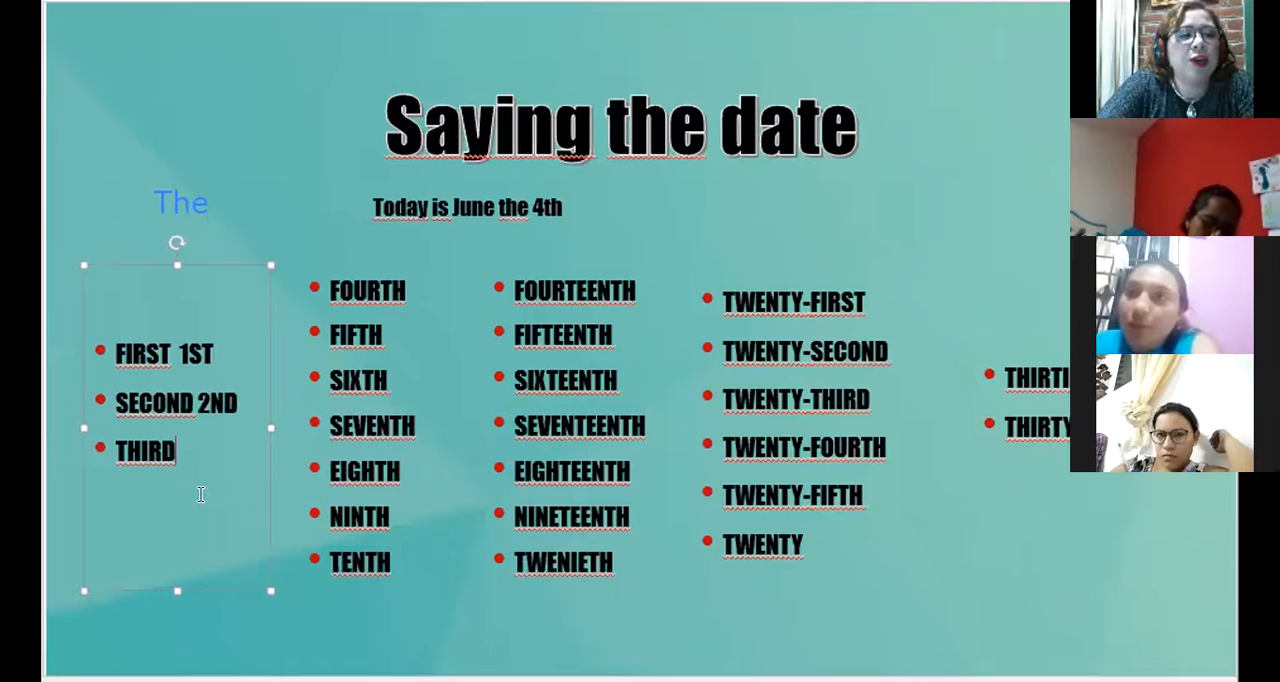 Saying the date
The
Today is June the 4th
FIRST 1ST
SECOND 2ND
THIRD
FOURTH
FIFTH
SIXTH
SEVENTH
EIGHTH
NINTH
TENTH
FOURTEENTH
FIFTEENTH
SIXTEENTH
SEVENTEENTH
EIGHTEENTH
NINETEENTH
TWENIETH
TWENTY-FIRST
TWENTY-SECOND
TWENTY-THIRD
TWENTY-FOURTH
TWENTY-FIFTH
TWENTY
THIRTI
THIRTY